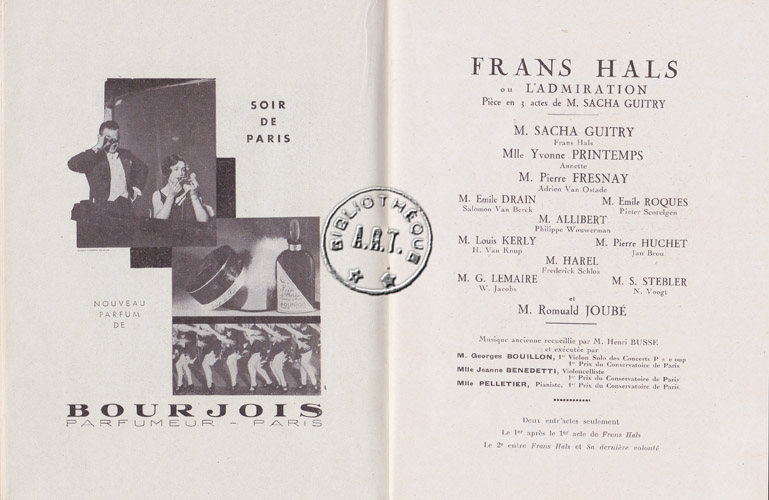 SOIR
DE
PARIS
NOUVEAU
PARFUM
DE
BOURJOIS
PARFUMEUR - PARIS
BIBLIOTHÈQUE
A.R.T.
FRANS HALS
ou L'ADMIRATION
Pièce en 3 actes de M. SACHA GUITRY
M. SACHA GUITRY
Frans Hals
Mlle Yvonne PRINTEMPS
Annette
M. Pierre FRESNAY
Adrien Van Ostade
M. Emile DRAIN M. Emile ROQUES
Salomon Van Berck Pieter Scorelgen
M. ALLIBERT
Philippe Wouwerman
M. Louis KERLY M. Pierre HUCHET
H. Van Knup Jan Brou
M. HAREL
Frederick Schlos
M. G. LEMAIRE M. S. STEBLER
W. Jacobs N. Voogt
et
M. Romuald JOUBÉ
Musique ancienne recueillie par M. Henri BUSSE
et exécutée par
M. Georges BOUILLON, 1er Violon Solo des Concerts
1er Prix du Conservatoire de Paris
Mlle Jeanne BENEDETTI, Violoncelliste
1er Prix du Conservatoire de Paris
Mlle PELLETIER, Pianiste, 1er Prix du Conservatoire de Paris
Deux entr'actes seulement
Le 1er après le 1er acte de Frans Hals
Le 2e entre Frans Hals et Sa dernière volonté